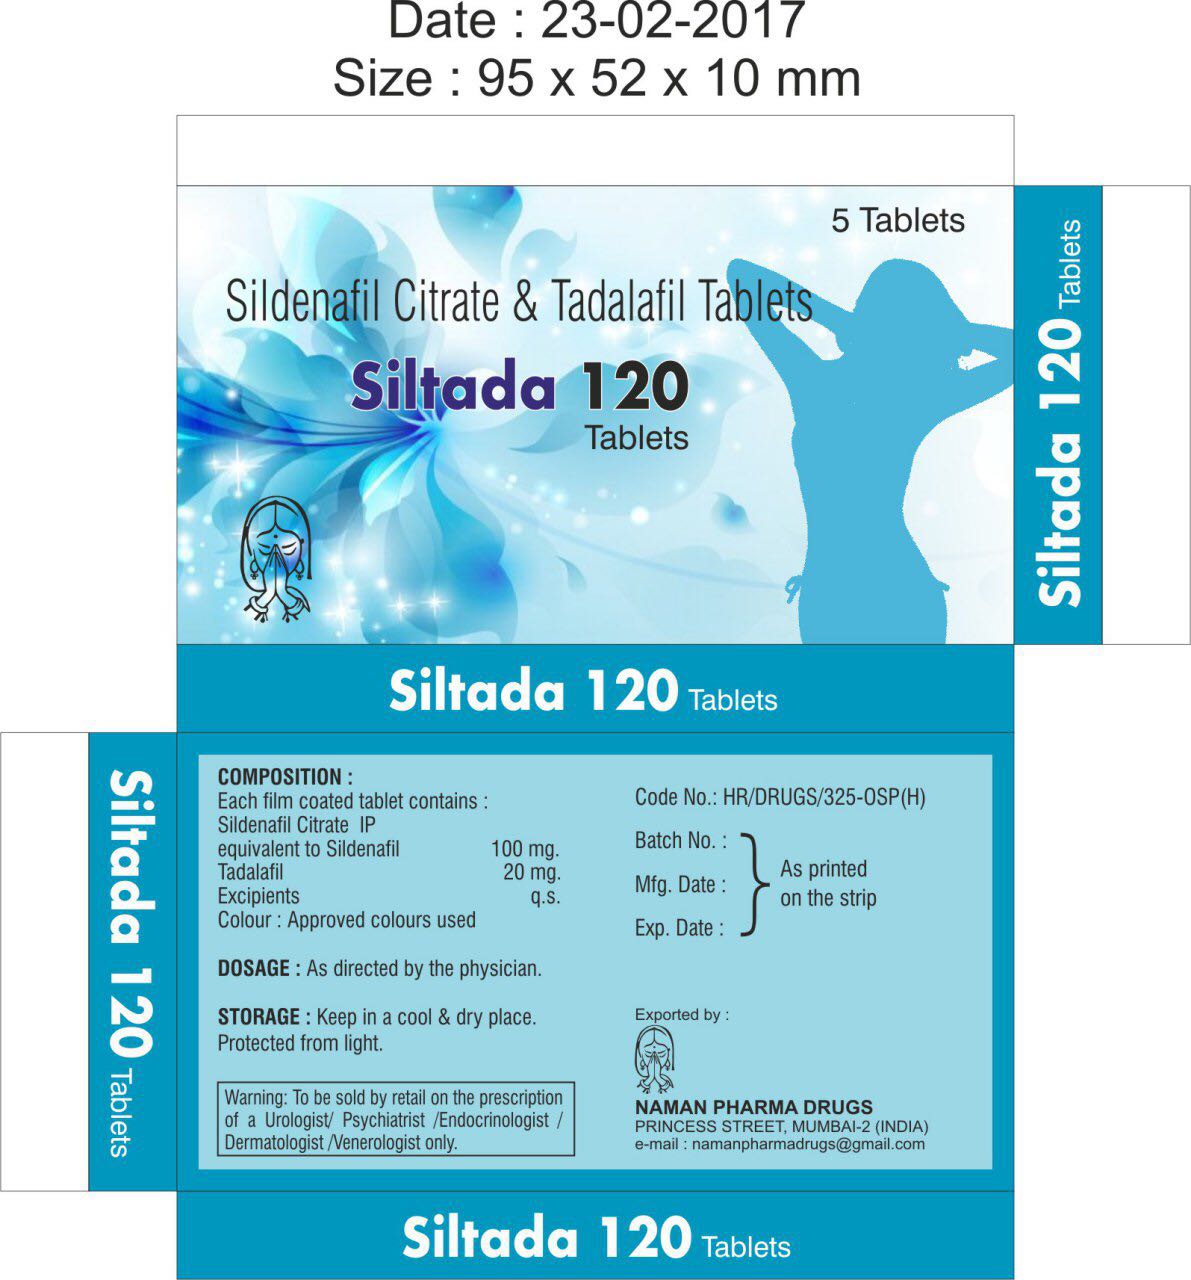 Date : 23-02-2017
Size : 95 x 52 x 10 mm
5 Tablets
Sildenafil Citrate & Tadalafil Tablets
Siltada 120
Tablets
Siltada 120 Tablets
Siltada 120 Tablets
Siltada 120 Tablets
COMPOSITION :
Each film coated tablet contains :
Sildenafil Citrate IP
equivalent to Sildenafil 100 mg.
Tadalafil 20 mg.
Excipients q.s.
Colour : Approved colours used
DOSAGE : As directed by the physician.
STORAGE : Keep in a cool & dry place.
Protected from light.
Warning: To be sold by retail on the prescription
of a Urologist/ Psychiatrist /Endocrinologist /
Dermatologist /Venerologist only.
Code No.: HR/DRUGS/325-OSP(H)
Batch No. :
Mfg. Date :
Exp. Date :
As printed
on the strip
Exported by :
NAMAN PHARMA DRUGS
PRINCESS STREET, MUMBAI-2 (INDIA)
e-mail : namanpharmadrugs@gmail.com
Siltada 120 Tablets